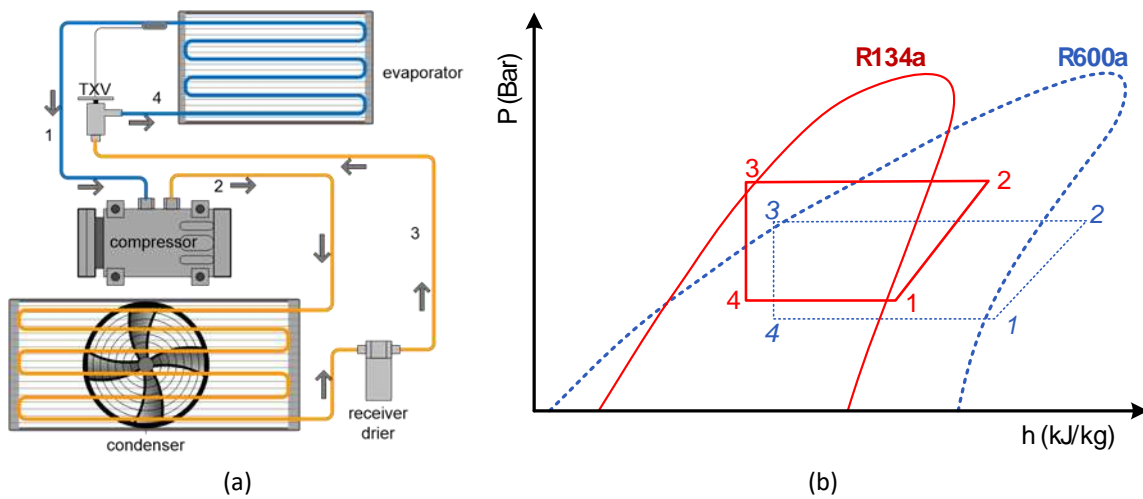 evaporator
TXV
4
1
2
compressor
3
receiver
drier
condenser
(a)
P (Bar)
R134a
R600a
3
2
3
2
4
1
4
1
h (kJ/kg)
(b)